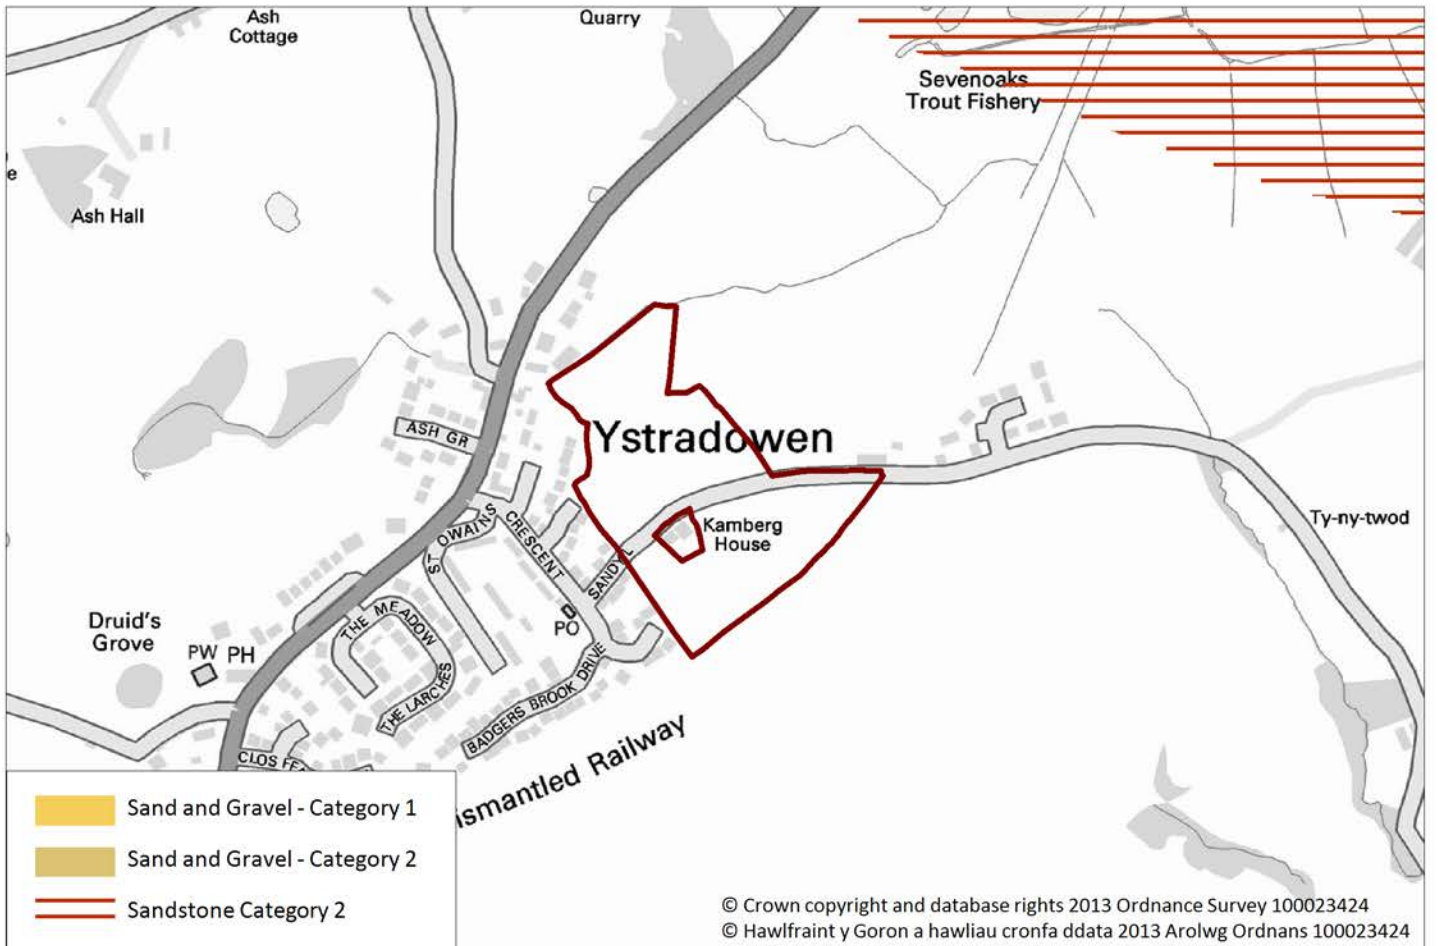 Ash
Cottage
Quarry
Sevenoaks
Trout Fishery
e
Ash Hall
ASH GR
Ystradowen
ST OWAINS
CRESCENT
SANDY L
Kamberg
House
Ty-ny-twod
Druid's
Grove
PW PH
THE MEADOW
PO
THE LARCHES
BADGERS BROOK DRIVE
ismantled Railway
CLOS FE
Sand and Gravel - Category 1
Sand and Gravel - Category 2
Sandstone Category 2
© Crown copyright and database rights 2013 Ordnance Survey 100023424
© Hawlfraint y Goron a hawliau cronfa ddata 2013 Arolwg Ordnans 100023424